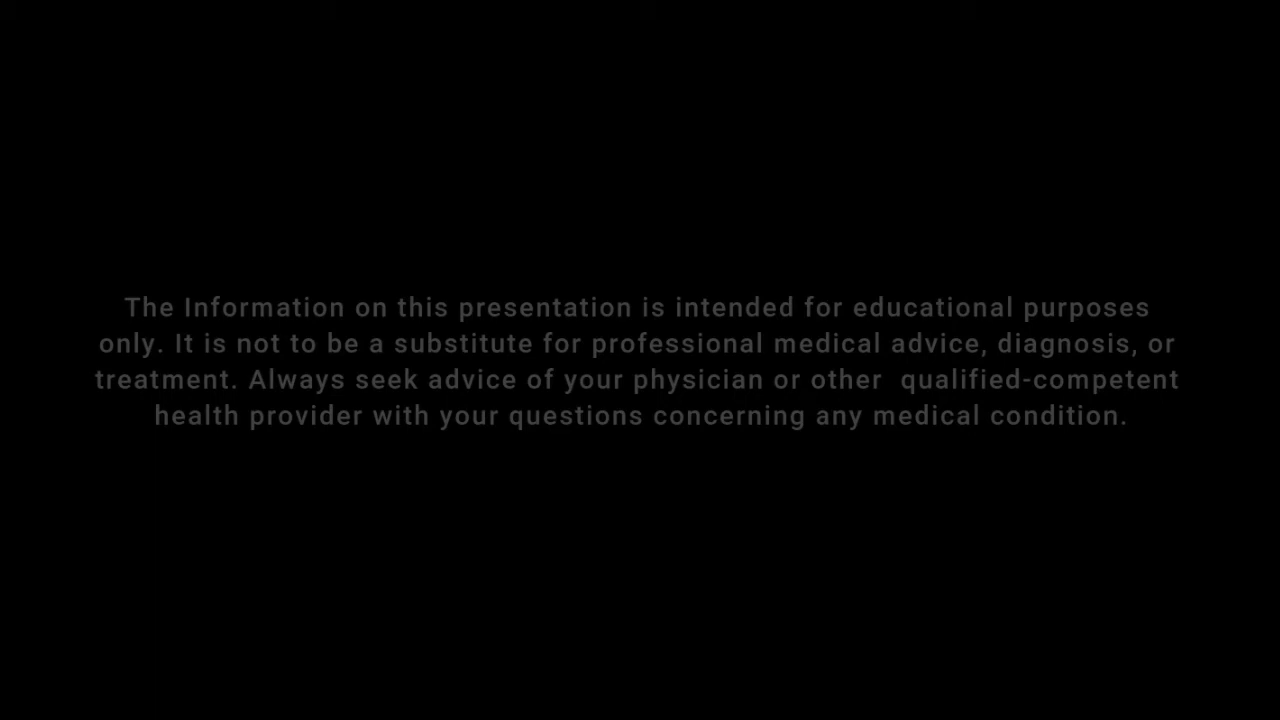 The Information on this presentation is intended for educational purposes
only. It is not to be a substitute for professional medical advice, diagnosis, or
treatment. Always seek advice of your physician or other  qualified-competent
health provider with your questions concerning any medical condition.